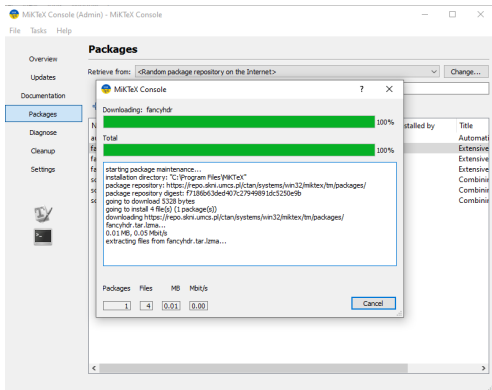 MiKTeX Console (Admin) - MiKTeX Console
File Tasks Help
Overview
Updates
Documentation
Packages
Diagnose
Cleanup
Settings
Packages
Retrieve from: <Random package repository on the Internet> Change...
stalled by Title
Automati
Extensive
Extensive
Extensive
Combinin
Combinin
Combinin
MiKTeX Console ?
Downloading: fancyhdr
100%
Total
100%
starting package maintenance...
installation directory: "C:\Program Files\MiKTeX"
package repository: https://repo.skni.umcs.pl/ctan/systems/win32/miktex/tm/packages/
package repository digest: f7186b63ded407c27949891dc5250e9b
going to download 5328 bytes
going to install 4 file(s) (1 package(s))
downloading https://repo.skni.umcs.pl/ctan/systems/win32/miktex/tm/packages/
fancyhdr.tar.lzma...
0.01 MB, 0.05 Mbit/s
extracting files from fancyhdr.tar.lzma...
Packages Files MB Mbit/s
1 4 0.01 0.00
Cancel